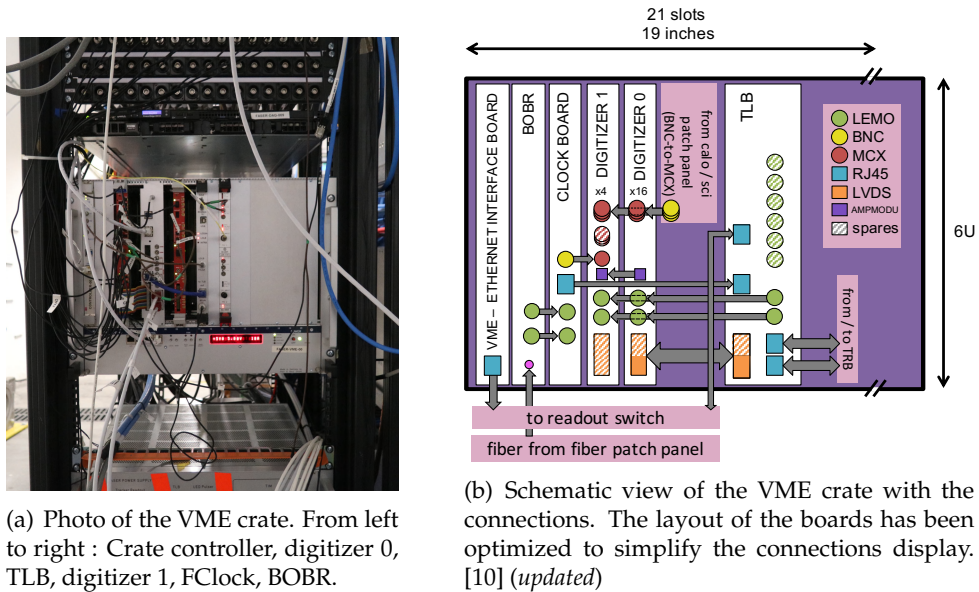 21 slots
19 inches
VME – ETHERNET INTERFACE BOARD
BOBR
CLOCK BOARD
DIGITIZER 1
DIGITIZER 0
from calo / sci
patch panel
(BNC-to-MCX)
TLB
x4
x16
LEMO
BNC
MCX
RJ45
LVDS
AMPMODU
spares
6U
from / to TRB
to readout switch
fiber from fiber patch panel
(a) Photo of the VME crate. From left
to right : Crate controller, digitizer 0,
TLB, digitizer 1, FClock, BOBR.
(b) Schematic view of the VME crate with the
connections. The layout of the boards has been
optimized to simplify the connections display.
[10] (updated)